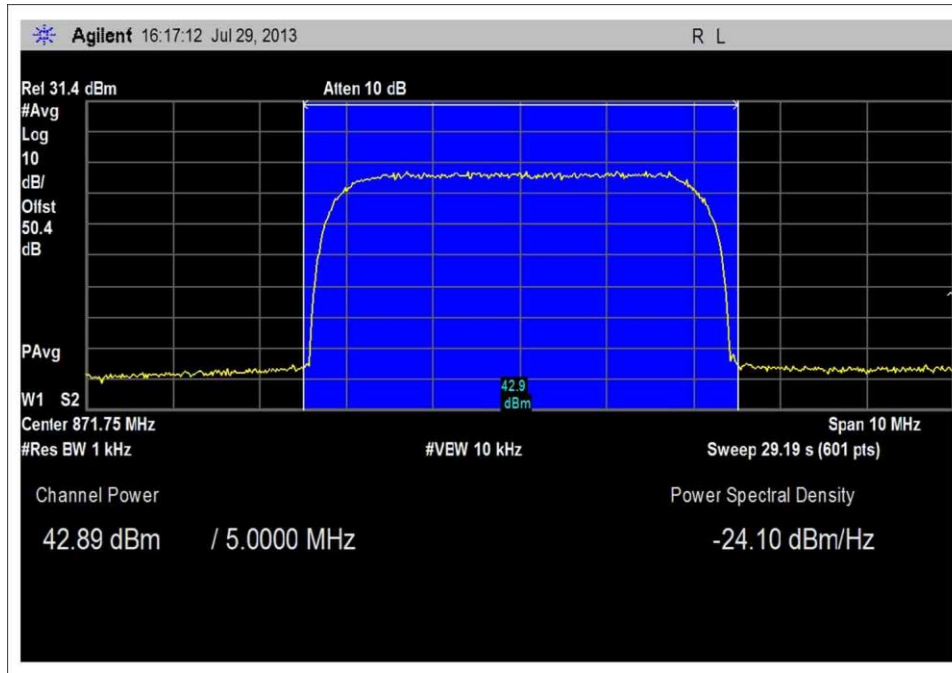 Agilent 16:17:12 Jul 29, 2013 R L
Rel 31.4 dBm Atten 10 dB
#Avg
Log
10
dB/
Offst
50.4
dB
PAvg
42.9
dBm
W1 S2
Center 871.75 MHz Span 10 MHz
#Res BW 1 kHz #VBW 10 kHz Sweep 29.19 s (601 pts)
Channel Power Power Spectral Density
42.89 dBm / 5.0000 MHz -24.10 dBm/Hz